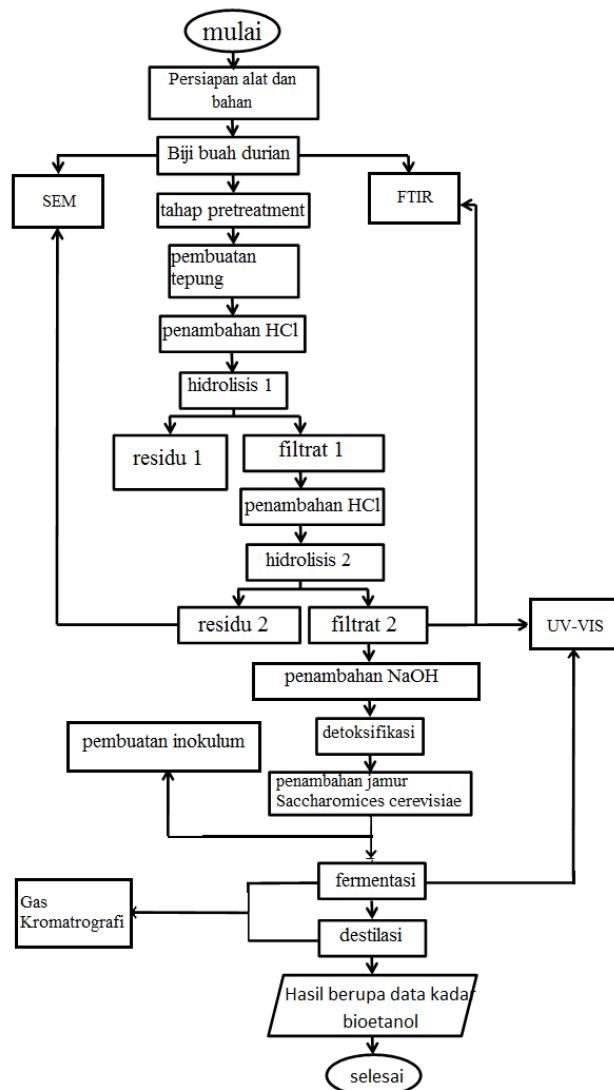 mulai
Persiapan alat dan
bahan
Biji buah durian
SEM
FTIR
tahap pretreatment
pembuatan
tepung
penambahan HCl
hidrolisis 1
residu 1
filtrat 1
penambahan HCl
hidrolisis 2
residu 2
filtrat 2
UV-VIS
penambahan NaOH
detoksifikasi
pembuatan inokulum
penambahan jamur
Saccharomices cerevisiae
fermentasi
Gas
Kromatrografi
destilasi
Hasil berupa data kadar
bioetanol
selesai